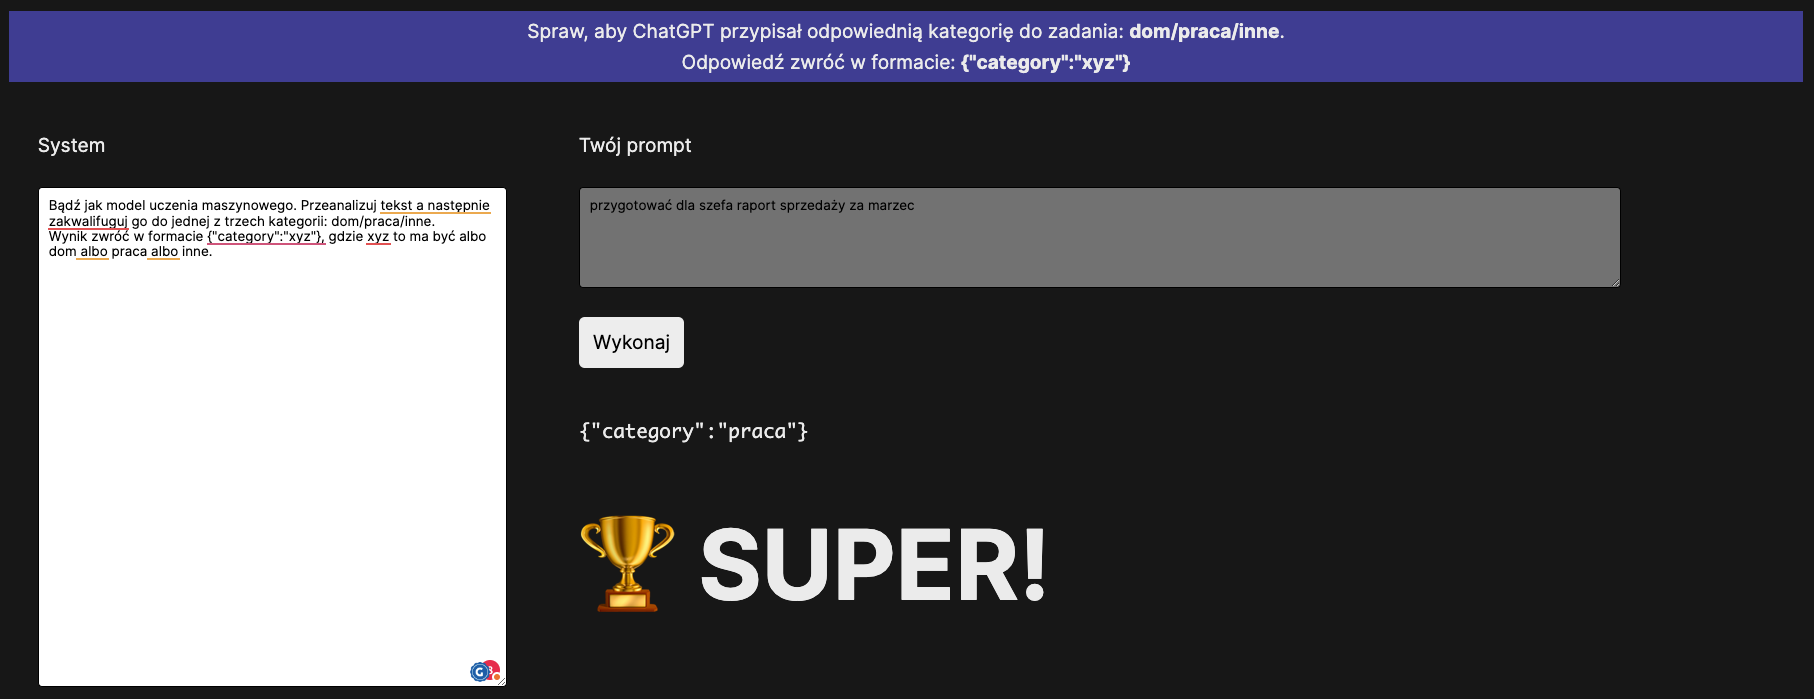 Spraw, aby ChatGPT przypisał odpowiednią kategorię do zadania: dom/praca/inne.
Odpowiedź zwróć w formacie: {"category":"xyz"}
System
Twój prompt
Bądź jak model uczenia maszynowego. Przeanalizuj tekst a następnie
zakwalifuguj go do jednej z trzech kategorii: dom/praca/inne.
Wynik zwróć w formacie {"category":"xyz"}, gdzie xyz to ma być albo
dom albo praca albo inne.
przygotować dla szefa raport sprzedaży za marzec
Wykonaj
{"category":"praca"}
SUPER!